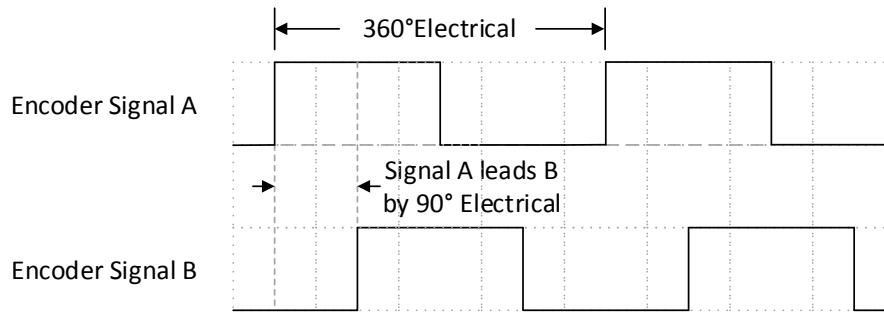 360°Electrical
Encoder Signal A
Signal A leads B
by 90° Electrical
Encoder Signal B